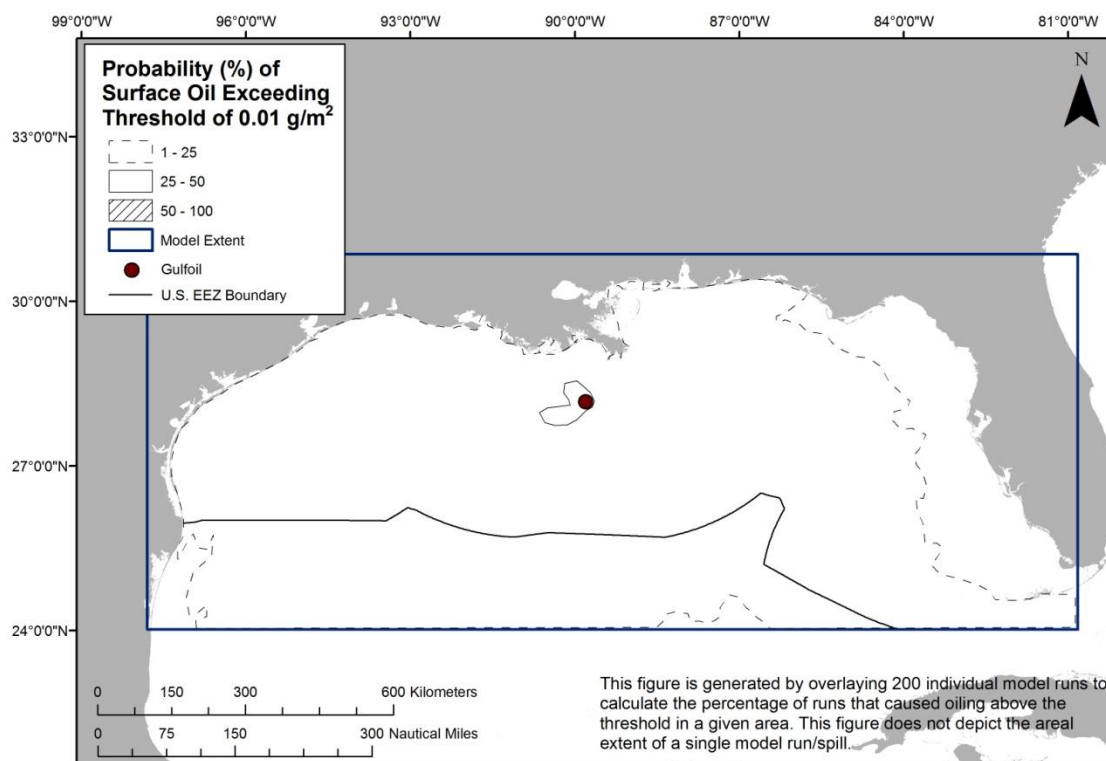 99°0'0"W 96°0'0"W 93°0'0"W 90°0'0"W 87°0'0"W 84°0'0"W 81°0'0"W
Probability (%) of
Surface Oil Exceeding
Threshold of 0.01 g/m²
1 - 25
25 - 50
50 - 100
Model Extent
Gulfoil
U.S. EEZ Boundary
N
33°0'0"N
30°0'0"N
27°0'0"N
24°0'0"N
0 150 300 600 Kilometers
0 75 150 300 Nautical Miles
This figure is generated by overlaying 200 individual model runs to
calculate the percentage of runs that caused oiling above the
threshold in a given area. This figure does not depict the areal
extent of a single model run/spill.